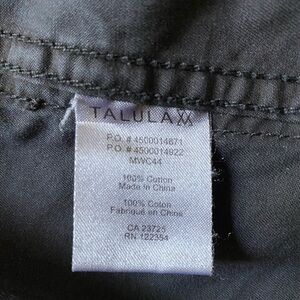 TALULA
P.O. # 4500014871
P.O. # 4500014922
MWC44
100% Cotton
Made in China
100% Coton
Fabriqué en Chine
CA 23725
RN 122354